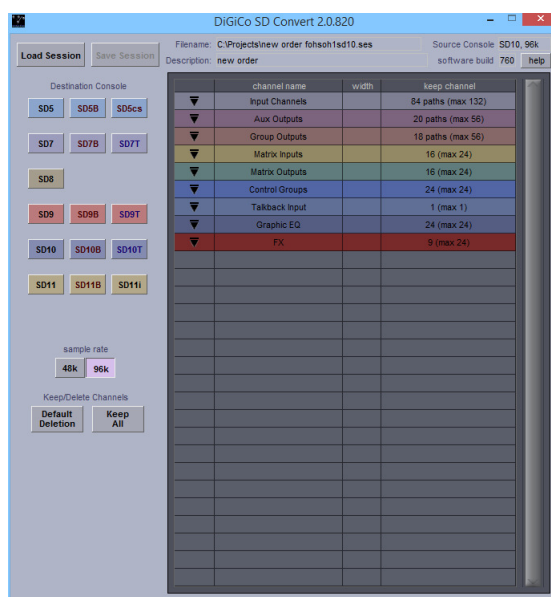 DiGiCo SD Convert 2.0.820
Load Session Save Session
Filename: C:\Projects\new order fohsoh1sd10.ses Source Console SD10, 96k
Description: new order software build 760 help
Destination Console
SD5 SD5B SD5cs
SD7 SD7B SD7T
SD8
SD9 SD9B SD9T
SD10 SD10B SD10T
SD11 SD11B SD11i
sample rate
48k 96k
Keep/Delete Channels
Default Deletion Keep All
channel name width keep channel
Input Channels 84 paths (max 132)
Aux Outputs 20 paths (max 56)
Group Outputs 18 paths (max 56)
Matrix Inputs 16 (max 24)
Matrix Outputs 16 (max 24)
Control Groups 24 (max 24)
Talkback Input 1 (max 1)
Graphic EQ 24 (max 24)
FX 9 (max 24)